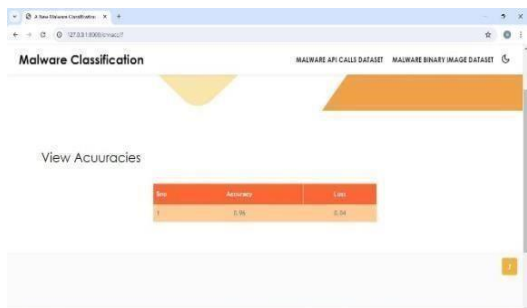 Malware Classification
MALWARE API CALLS DATASET MALWARE BINARY IMAGE DATASET
View Acuuracies
Sno Accuracy Loss
1 0.96 0.04